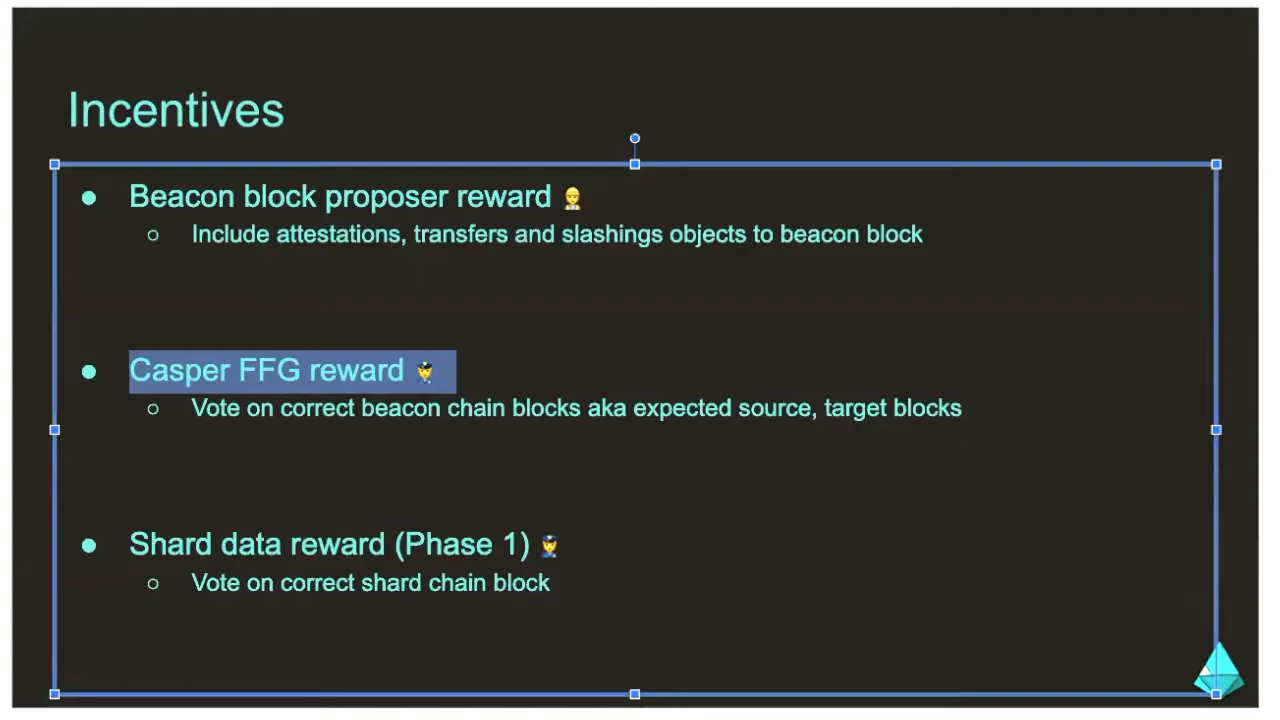 Incentives
Beacon block proposer reward 👷
Include attestations, transfers and slashings objects to beacon block
Casper FFG reward 👮
Vote on correct beacon chain blocks aka expected source, target blocks
Shard data reward (Phase 1) 👮
Vote on correct shard chain block